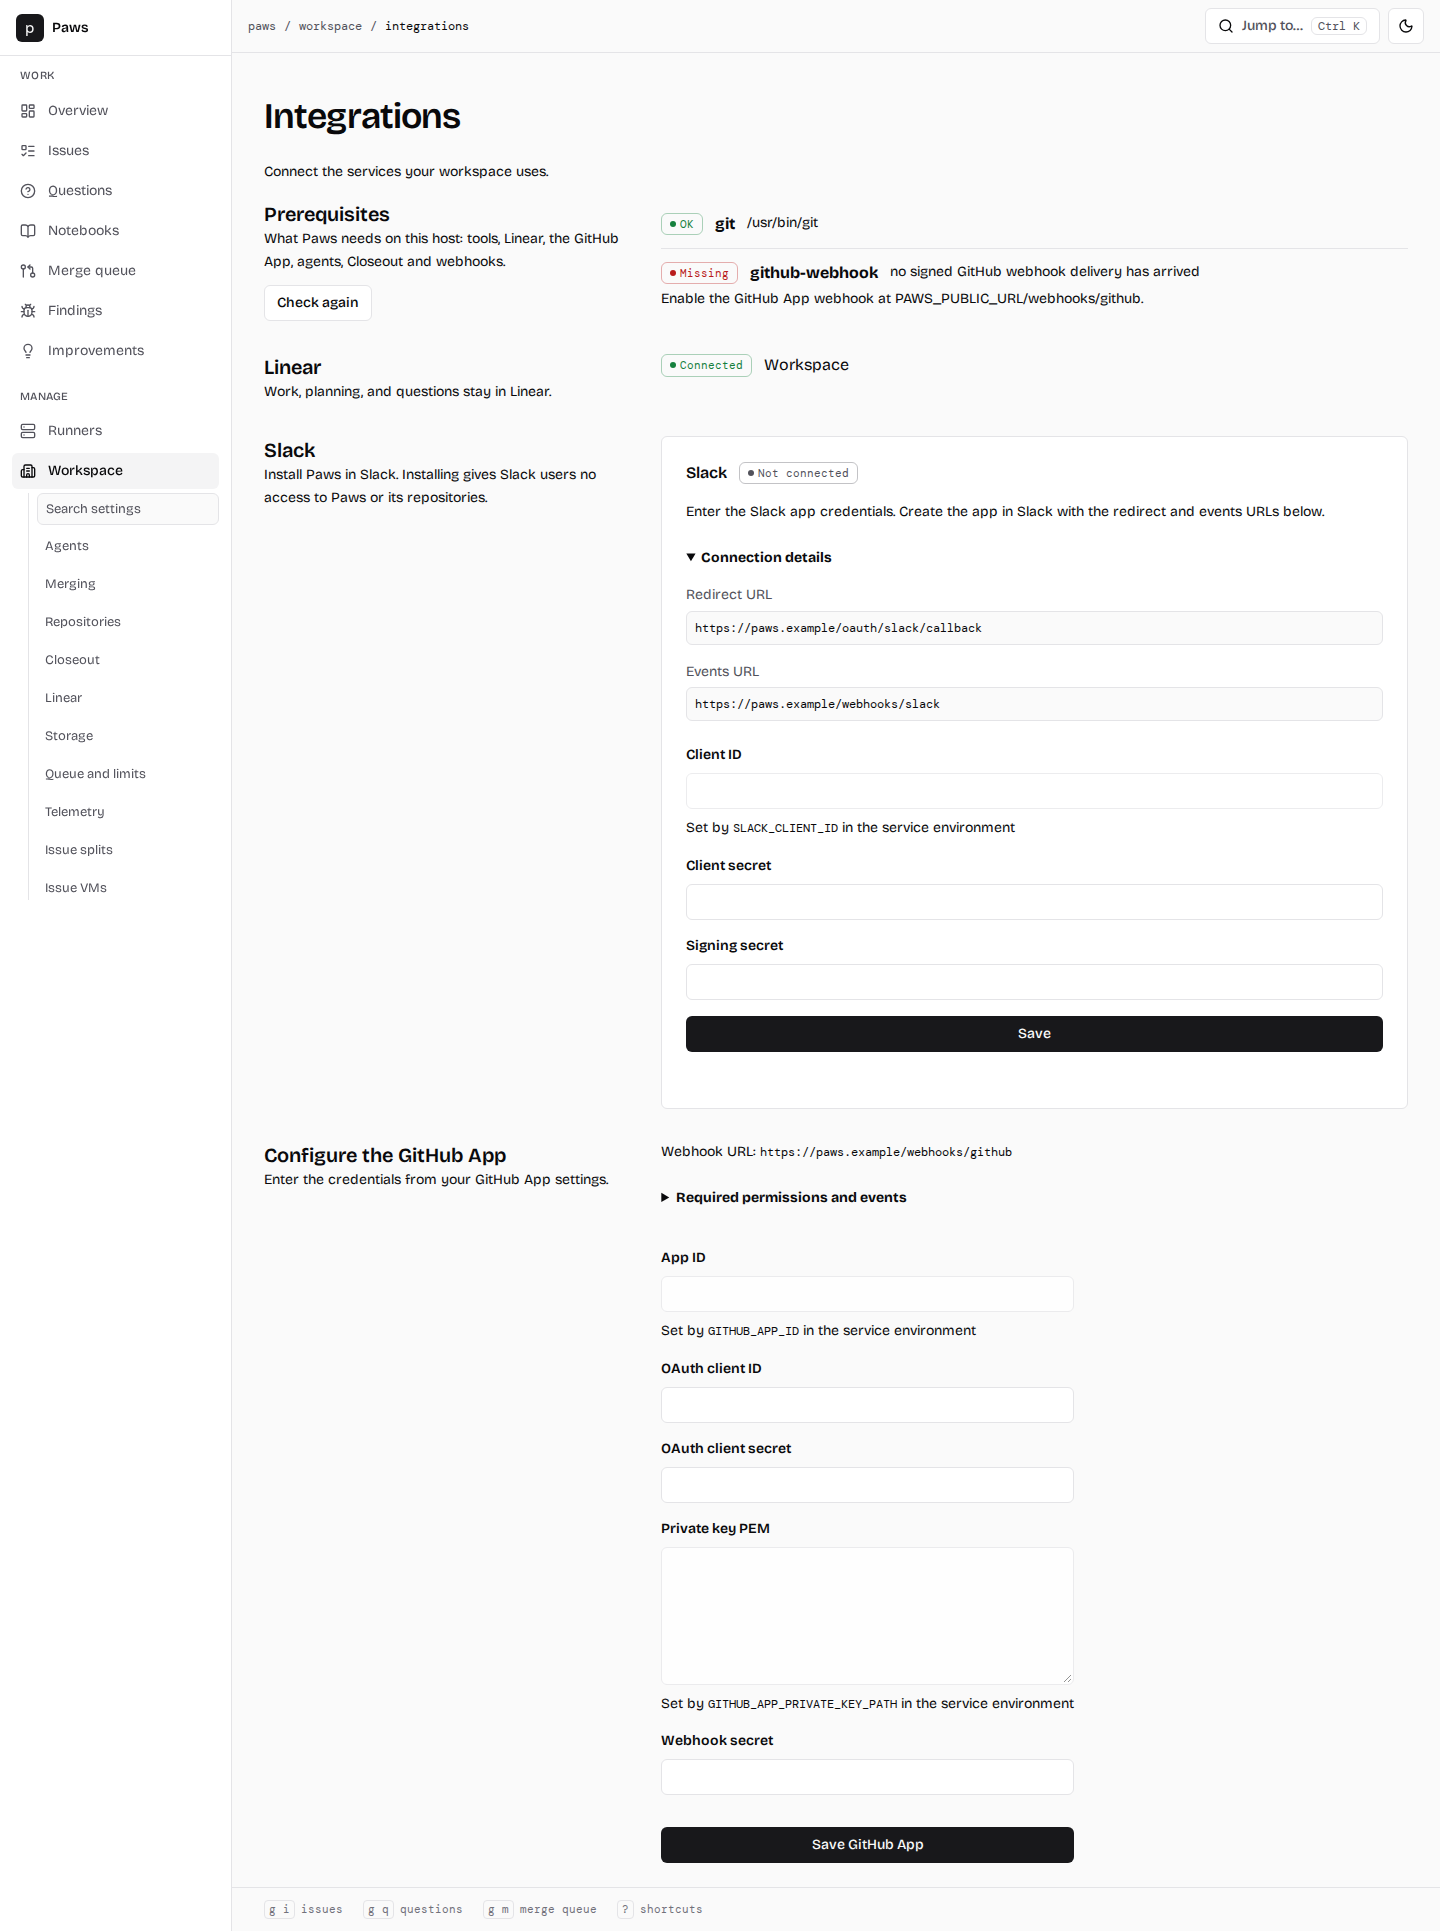 p Paws
WORK
Overview
Issues
Questions
Notebooks
Merge queue
Findings
Improvements
MANAGE
Runners
Workspace
Search settings
Agents
Merging
Repositories
Closeout
Linear
Storage
Queue and limits
Telemetry
Issue splits
Issue VMs
paws / workspace / integrations
Jump to... Ctrl K
Integrations
Connect the services your workspace uses.
Prerequisites
What Paws needs on this host: tools, Linear, the GitHub
App, agents, Closeout and webhooks.
Check again
OK git /usr/bin/git
Missing github-webhook no signed GitHub webhook delivery has arrived
Enable the GitHub App webhook at PAWS_PUBLIC_URL/webhooks/github.
Linear
Work, planning, and questions stay in Linear.
Connected Workspace
Slack
Install Paws in Slack. Installing gives Slack users no
access to Paws or its repositories.
Slack Not connected
Enter the Slack app credentials. Create the app in Slack with the redirect and events URLs below.
▼ Connection details
Redirect URL
https://paws.example/oauth/slack/callback
Events URL
https://paws.example/webhooks/slack
Client ID
Set by SLACK_CLIENT_ID in the service environment
Client secret
Signing secret
Save
Configure the GitHub App
Enter the credentials from your GitHub App settings.
Webhook URL: https://paws.example/webhooks/github
▶ Required permissions and events
App ID
Set by GITHUB_APP_ID in the service environment
OAuth client ID
OAuth client secret
Private key PEM
Set by GITHUB_APP_PRIVATE_KEY_PATH in the service environment
Webhook secret
Save GitHub App
g i issues g q questions g m merge queue ? shortcuts